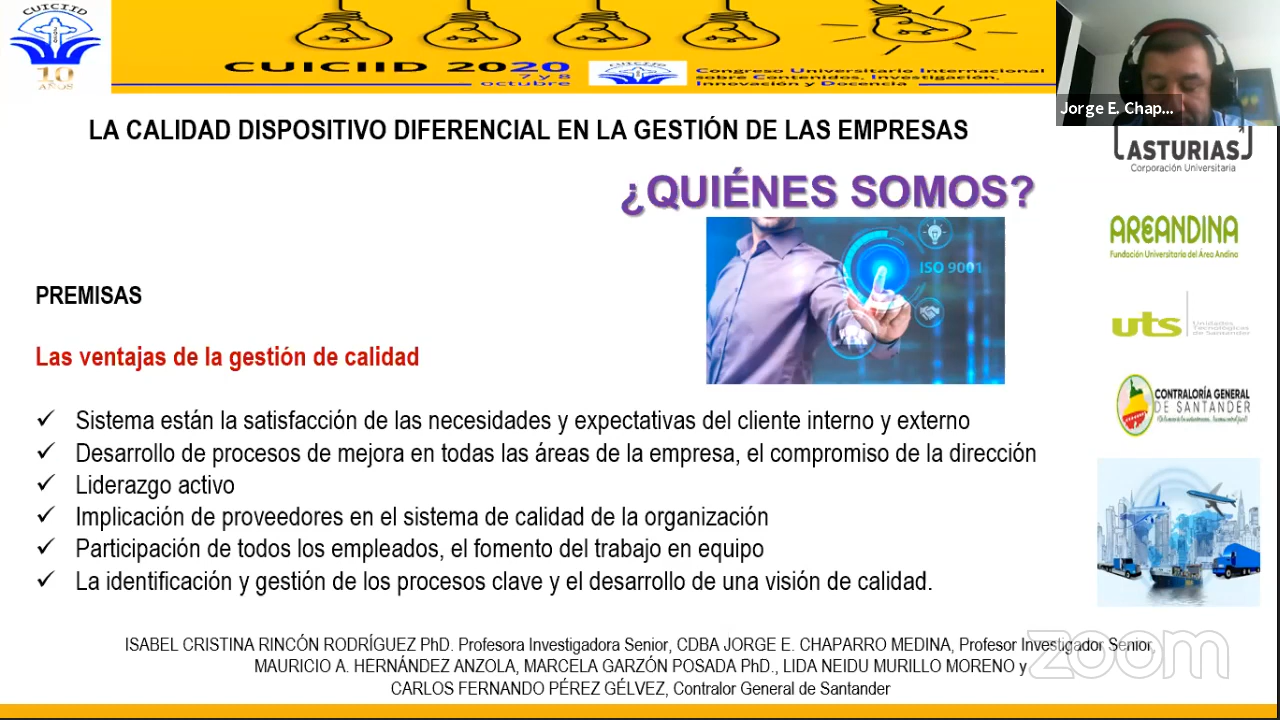 CUICIID
10
AÑOS
CUICIID 2020
7 y 8
octubre
CUICIID
Congreso Universitario Internacional
sobre Contenidos, Investigación,
Innovación y Docencia
Jorge E. Chap...
LA CALIDAD DISPOSITIVO DIFERENCIAL EN LA GESTIÓN DE LAS EMPRESAS
ASTURIAS
Corporación Universitaria
¿QUIÉNES SOMOS?
ISO 9001
AREANDINA
Fundación Universitaria del Área Andina
PREMISAS
uts
Unidades
Tecnológicas
de Santander
Las ventajas de la gestión de calidad
CONTRALORÍA GENERAL
DE SANTANDER
✓ Sistema están la satisfacción de las necesidades y expectativas del cliente interno y externo
✓ Desarrollo de procesos de mejora en todas las áreas de la empresa, el compromiso de la dirección
✓ Liderazgo activo
✓ Implicación de proveedores en el sistema de calidad de la organización
✓ Participación de todos los empleados, el fomento del trabajo en equipo
✓ La identificación y gestión de los procesos clave y el desarrollo de una visión de calidad.
ISABEL CRISTINA RINCÓN RODRÍGUEZ PhD. Profesora Investigadora Senior, CDBA JORGE E. CHAPARRO MEDINA, Profesor Investigador Senior,
MAURICIO A. HERNÁNDEZ ANZOLA, MARCELA GARZÓN POSADA PhD., LIDA NEIDU MURILLO MORENO y
CARLOS FERNANDO PÉREZ GÉLVEZ, Contralor General de Santander
zoom